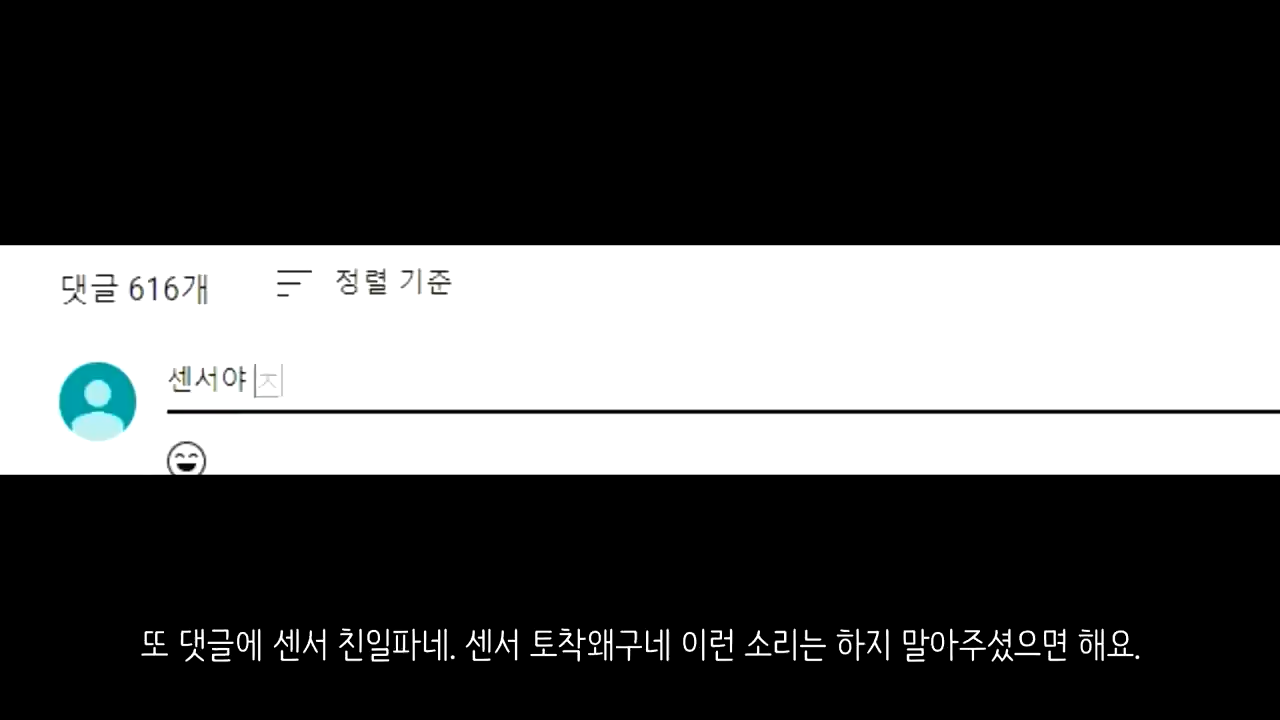 댓글 616개
정렬 기준
센서야 ㅈ
또 댓글에 센서 친일파네. 센서 토착왜구네 이런 소리는 하지 말아주셨으면 해요.